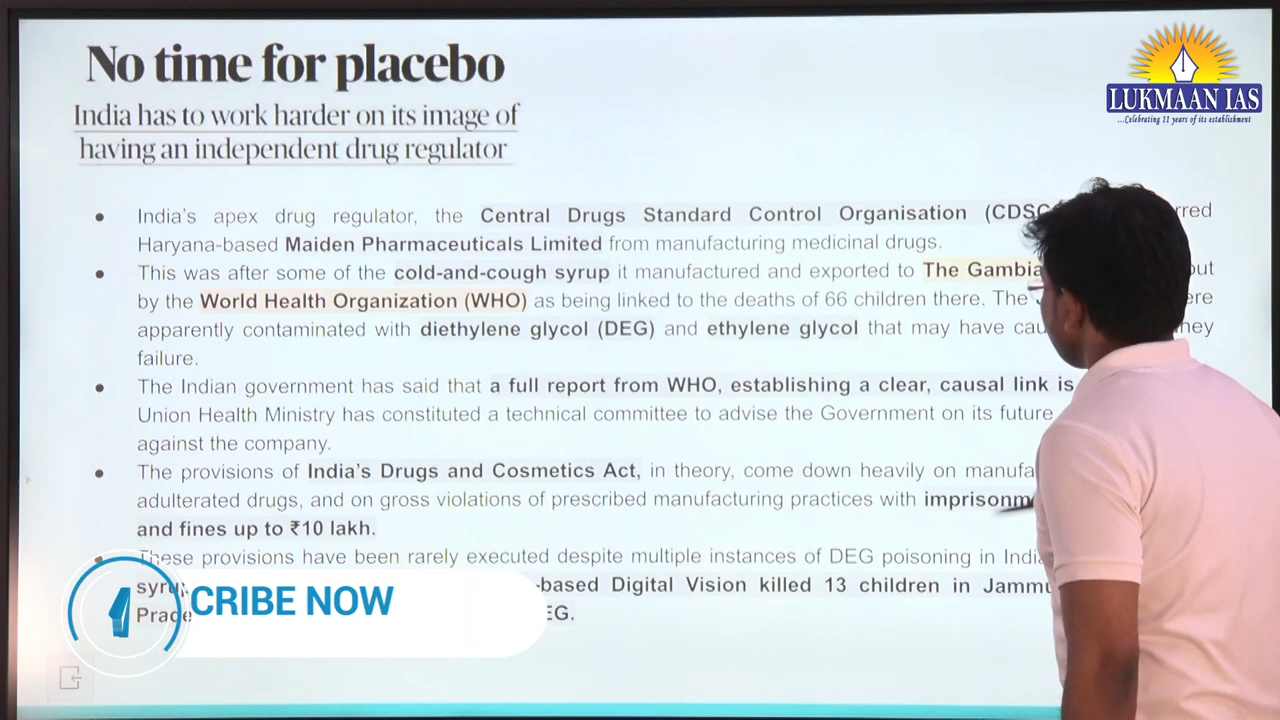 No time for placebo
India has to work harder on its image of
having an independent drug regulator
LUKMAAN IAS
...Celebrating 11 years of its establishment
● India's apex drug regulator, the Central Drugs Standard Control Organisation
Haryana-based Maiden Pharmaceuticals Limited from manufacturing medicinal drugs.
● This was after some of the cold-and-cough syrup it manufactured and exported to The Gambia
by the World Health Organization (WHO) as being linked to the deaths of 66 children there. The
apparently contaminated with diethylene glycol (DEG) and ethylene glycol that may have
failure.
● The Indian government has said that a full report from WHO, establishing a clear, causal link is
Union Health Ministry has constituted a technical committee to advise the Government on its future
against the company.
● The provisions of India's Drugs and Cosmetics Act, in theory, come down heavily on
adulterated drugs, and on gross violations of prescribed manufacturing practices with
and fines up to ₹10 lakh.
● These provisions have been rarely executed despite multiple instances of DEG poisoning in
-based Digital Vision killed 13 children in Jammu
CRIBE NOW